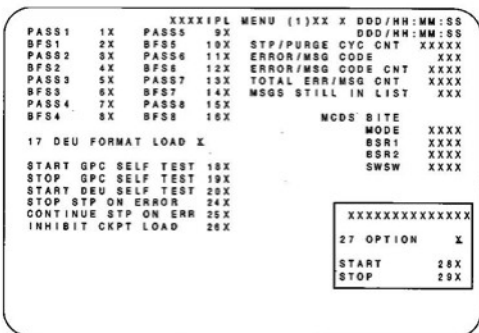 XXXXIPL MENU (1)XX X DDD/HH:MM:SS
PASS1 1X PASS5 9X DDD/HH:MM:SS
BFS1 2X BFS5 10X STP/PURGE CYC CNT XXXXX
PASS2 3X PASS6 11X ERROR/MSG CODE XXX
BFS2 4X BFS6 12X ERROR/MSG CODE CNT XXXX
PASS3 5X PASS7 13X TOTAL ERR/MSG CNT XXXX
BFS3 6X BFS7 14X MSGS STILL IN LIST XXX
PASS4 7X PASS8 15X
BFS4 8X BFS8 16X MCDS BITE
MODE XXXX
17 DEU FORMAT LOAD X BSR1 XXXX
BSR2 XXXX
START GPC SELF TEST 18X SWSW XXXX
STOP GPC SELF TEST 19X
START DEU SELF TEST 20X
STOP STP ON ERROR 24X
CONTINUE STP ON ERR 25X
INHIBIT CKPT LOAD 26X
XXXXXXXXXXXXXX
27 OPTION X
START 28X
STOP 29X